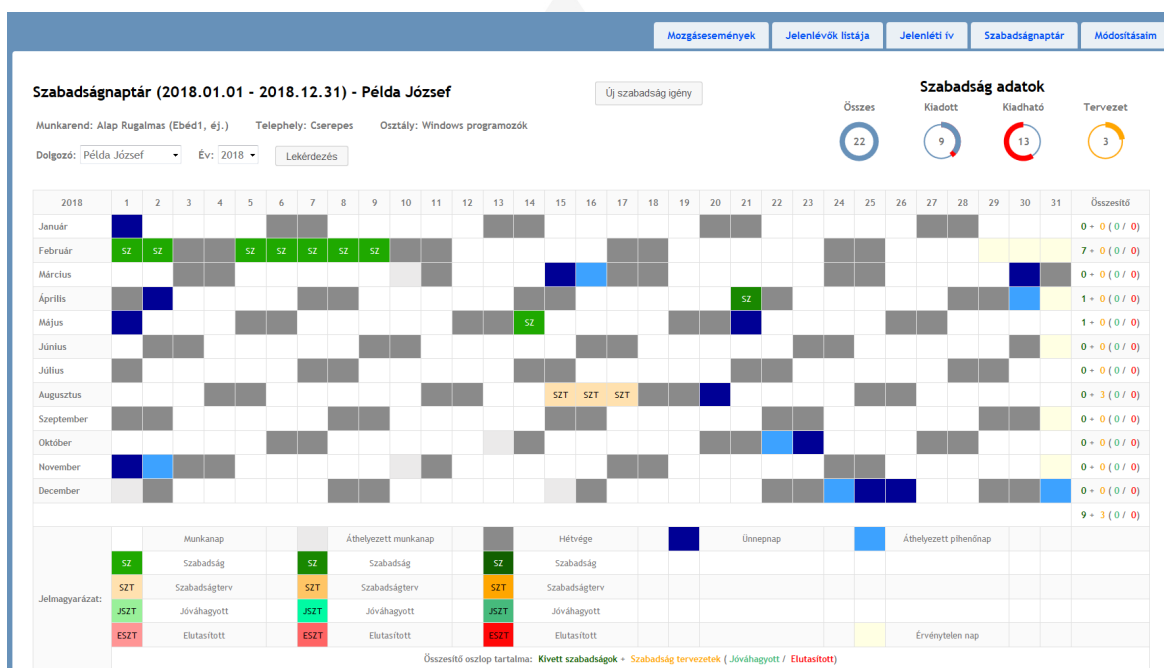 Mozgásesemények Jelenlévők listája Jelenléti ív Szabadságnaptár Módosításaim
Szabadságnaptár (2018.01.01 - 2018.12.31) - Példa József
Új szabadság igény
Szabadság adatok
Összes Kiadott Kiadható Tervezet
22 9 13 3
Munkarend: Alap Rugalmas (Ebéd1, éj.) Telephely: Cserepes Osztály: Windows programozók
Dolgozó: Példa József Év: 2018 Lekérdezés
2018 1 2 3 4 5 6 7 8 9 10 11 12 13 14 15 16 17 18 19 20 21 22 23 24 25 26 27 28 29 30 31 Összesítő
Január 0 + 0 ( 0 / 0)
Február SZ SZ SZ SZ SZ SZ SZ 7 + 0 ( 0 / 0)
Március 0 + 0 ( 0 / 0)
Április SZ 1 + 0 ( 0 / 0)
Május SZ 1 + 0 ( 0 / 0)
Június 0 + 0 ( 0 / 0)
Július 0 + 0 ( 0 / 0)
Augusztus SZT SZT SZT 0 + 3 ( 0 / 0)
Szeptember 0 + 0 ( 0 / 0)
Október 0 + 0 ( 0 / 0)
November 0 + 0 ( 0 / 0)
December 0 + 0 ( 0 / 0)
9 + 3 ( 0 / 0)
Jelmagyarázat:
Munkanap Áthelyezett munkanap Hétvége Ünnepnap Áthelyezett pihenőnap
SZ Szabadság SZ Szabadság SZ Szabadság
SZT Szabadságterv SZT Szabadságterv SZT Szabadságterv
JSZT Jóváhagyott JSZT Jóváhagyott JSZT Jóváhagyott
ESZT Elutasított ESZT Elutasított ESZT Elutasított Érvénytelen nap
Összesítő oszlop tartalma: Kivett szabadságok + Szabadság tervezetek ( Jóváhagyott / Elutasított)